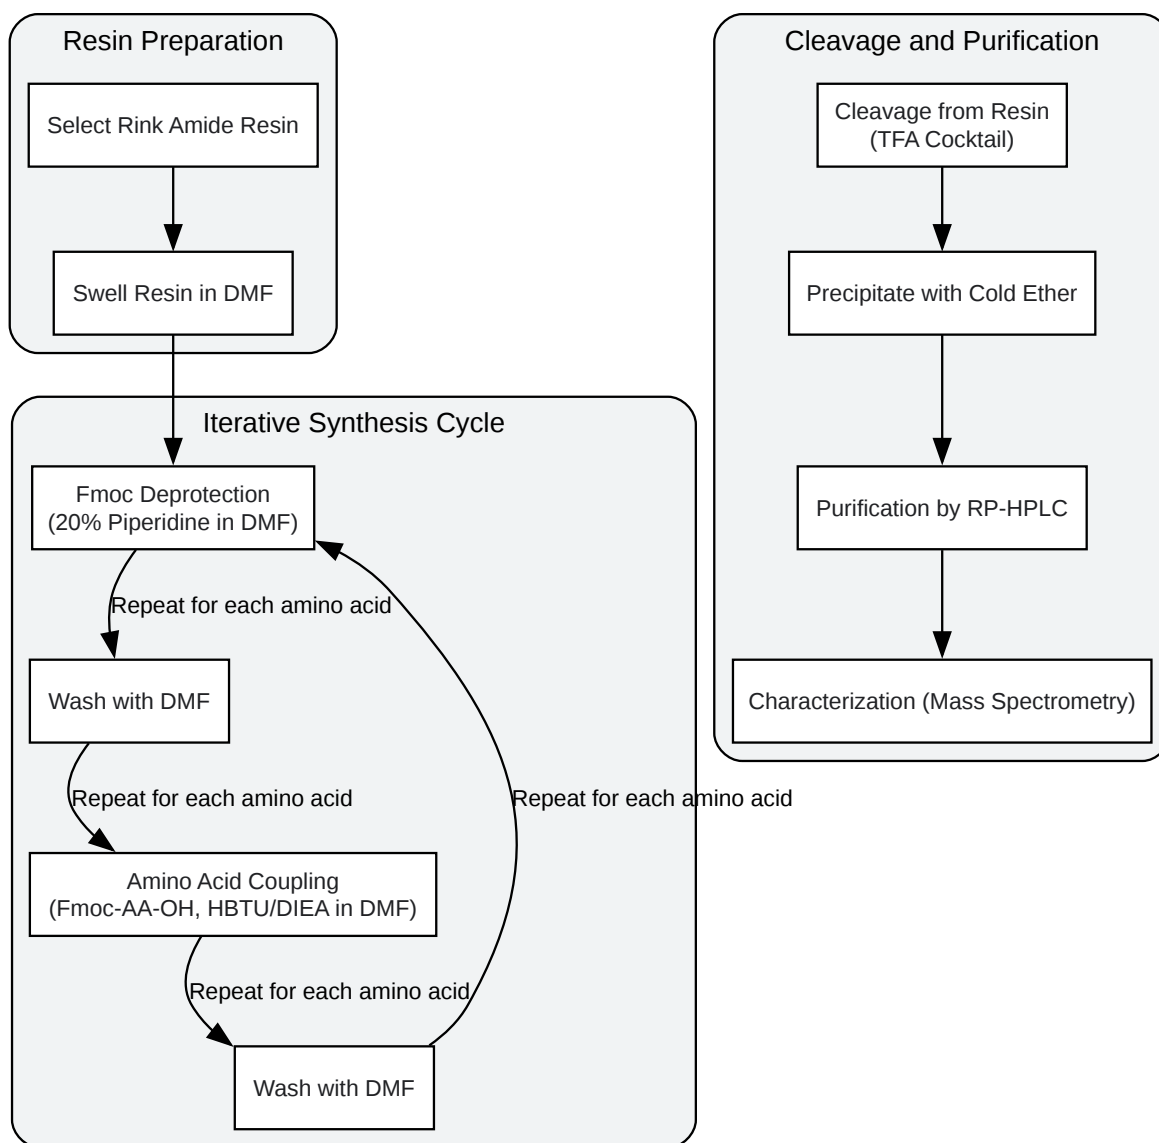 Resin Preparation
Select Rink Amide Resin
Swell Resin in DMF
Iterative Synthesis Cycle
Fmoc Deprotection
(20% Piperidine in DMF)
Repeat for each amino acid
Wash with DMF
Repeat for each amino acid
Repeat for each amino acid
Amino Acid Coupling
(Fmoc-AA-OH, HBTU/DIEA in DMF)
Repeat for each amino acid
Wash with DMF
Cleavage and Purification
Cleavage from Resin
(TFA Cocktail)
Precipitate with Cold Ether
Purification by RP-HPLC
Characterization (Mass Spectrometry)